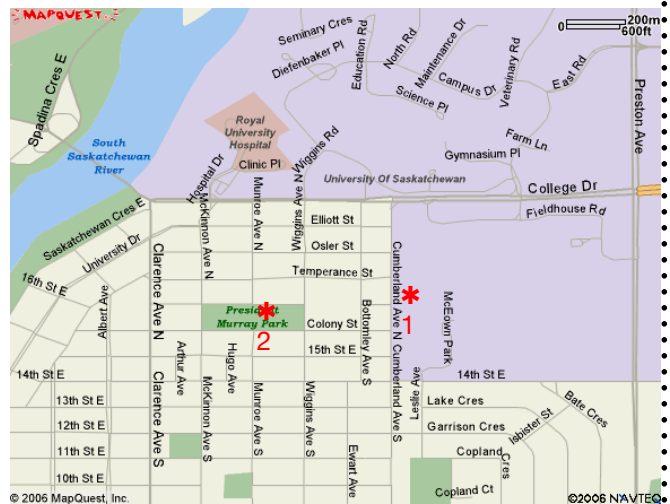 MAPQUEST
0 200m
600ft
Seminary Cres
Diefenbaker Pl
Education Rd
North Rd
Maintenance Dr
Campus Dr
Science Pl
Veterinary Rd
East Rd
Preston Ave
Spadina Cres E
South
Saskatchewan
River
Royal
University
Hospital
Clinic Pl
Hospital Dr
Wiggins Rd
Farm Ln
Gymnasium Pl
University Of Saskatchewan
College Dr
Fieldhouse Rd
Saskatchewan Cres E
University Dr
16th St E
McKinnon Ave N
Munroe Ave N
Wiggins Ave N
Elliott St
Osler St
Temperance St
Clarence Ave N
Albert Ave
President
Murray Park
2
Colony St
15th St E
Bottomley Ave S
Cumberland Ave N
1
McEown Park
14th St E
Arthur Ave
Hugo Ave
14th St E
Cumberland Ave S
Leslie Ave
13th St E
12th St E
11th St E
10th St E
Clarence Ave S
McKinnon Ave S
Munroe Ave S
Wiggins Ave S
Ewart Ave
Lake Cres
Garrison Cres
Isbister St
Bate Cres
Copland Cres
Copland Ct
© 2006 MapQuest, Inc.
©2006 NAVTEQ